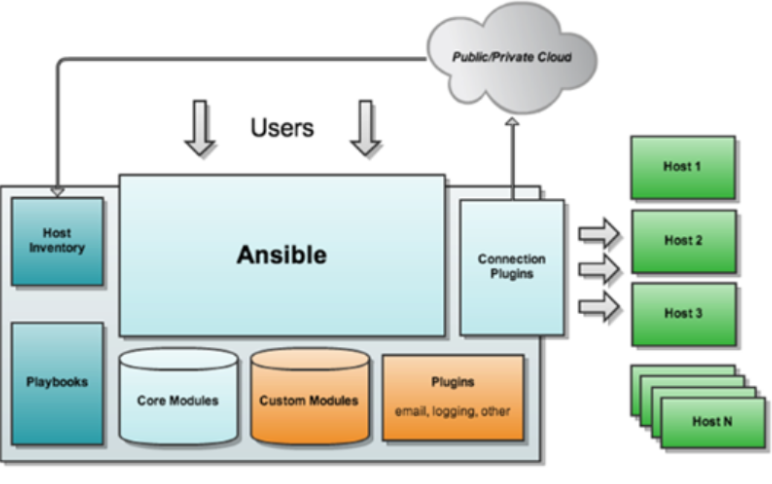 Public/Private Cloud
Users
Host 1
Host
Inventory
Ansible
Connection
Plugins
Host 2
Host 3
Playbooks
Core Modules
Custom Modules
Plugins
email, logging, other
Host N